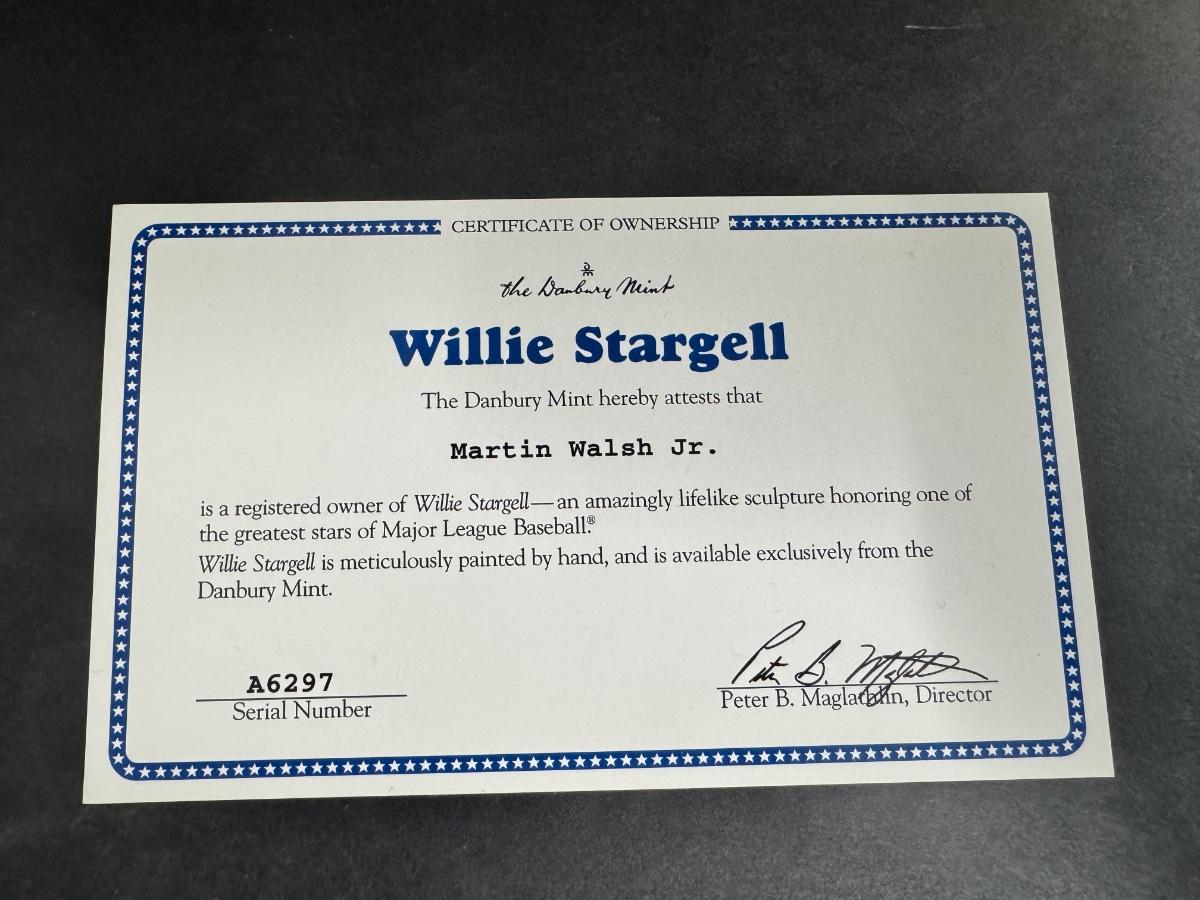 CERTIFICATE OF OWNERSHIP
DM
the Danbury Mint
Willie Stargell
The Danbury Mint hereby attests that
Martin Walsh Jr.
is a registered owner of Willie Stargell—an amazingly lifelike sculpture honoring one of
the greatest stars of Major League Baseball.®
Willie Stargell is meticulously painted by hand, and is available exclusively from the
Danbury Mint.
A6297
Serial Number
Peter B. Maglathlin
Peter B. Maglathlin, Director